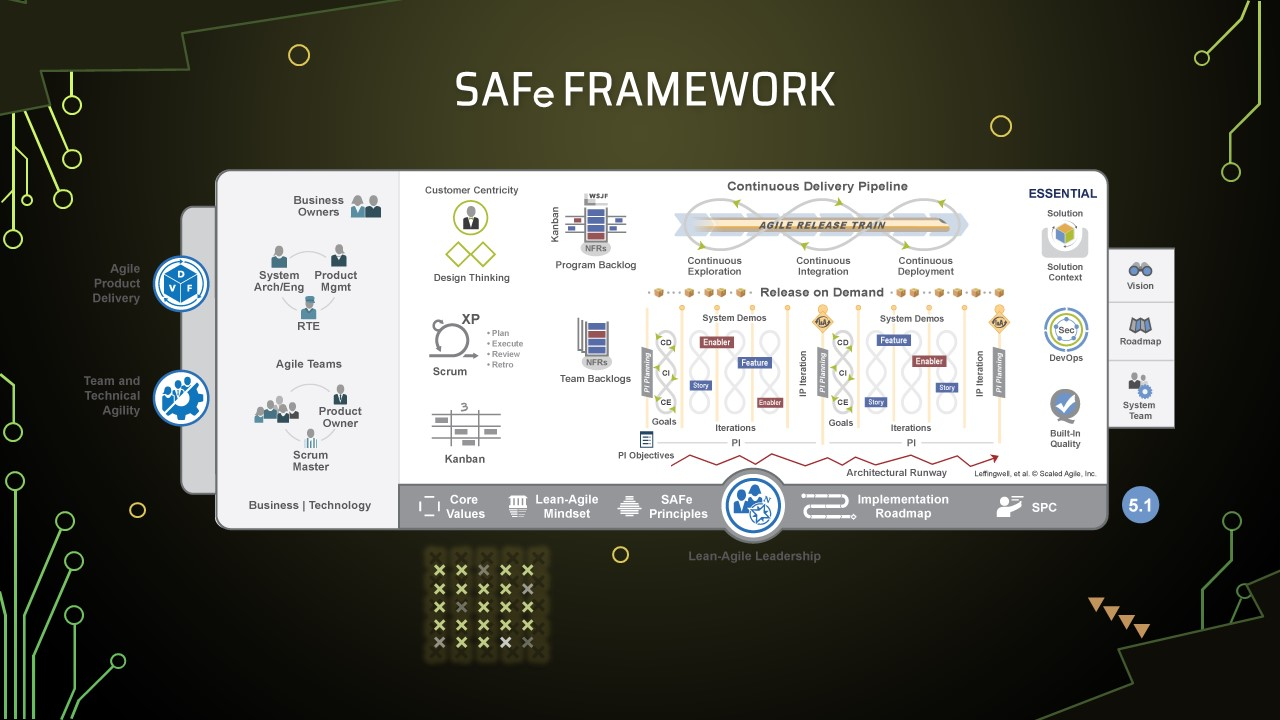 SAFe FRAMEWORK
Agile
Product
Delivery
D
V F
Team and
Technical
Agility
Business
Owners
System
Arch/Eng
Product
Mgmt
RTE
Agile Teams
Product
Owner
Scrum
Master
Business | Technology
Customer Centricity
Design Thinking
XP
• Plan
• Execute
• Review
• Retro
Scrum
3
Kanban
WSJF
Kanban
NFRs
Program Backlog
NFRs
Team Backlogs
Continuous Delivery Pipeline
AGILE RELEASE TRAIN
Continuous
Exploration
Continuous
Integration
Continuous
Deployment
Release on Demand
System Demos
System Demos
PI Planning
CD
CI
CE
Goals
Enabler
Feature
Story
Enabler
Iterations
IP Iteration
I&A
PI Planning
CD
CI
CE
Goals
Feature
Enabler
Story
Story
Iterations
IP Iteration
I&A
PI Planning
PI
PI
PI Objectives
Architectural Runway
Leffingwell, et al. © Scaled Agile, Inc.
ESSENTIAL
Solution
Solution
Context
Sec
DevOps
Built-In
Quality
Vision
Roadmap
System
Team
Core
Values
Lean-Agile
Mindset
SAFe
Principles
N
Implementation
Roadmap
SPC
5.1
Lean-Agile Leadership